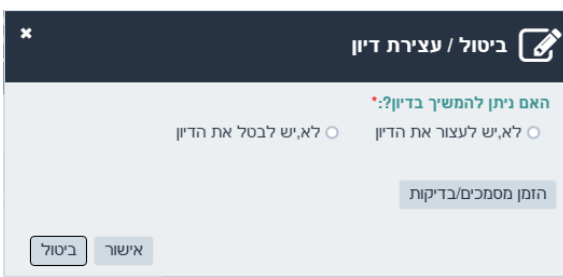 ביטול / עצירת דיון
האם ניתן להמשיך בדיון?:*
לא,יש לעצור את הדיון לא,יש לבטל את הדיון
הזמן מסמכים/בדיקות
אישור ביטול